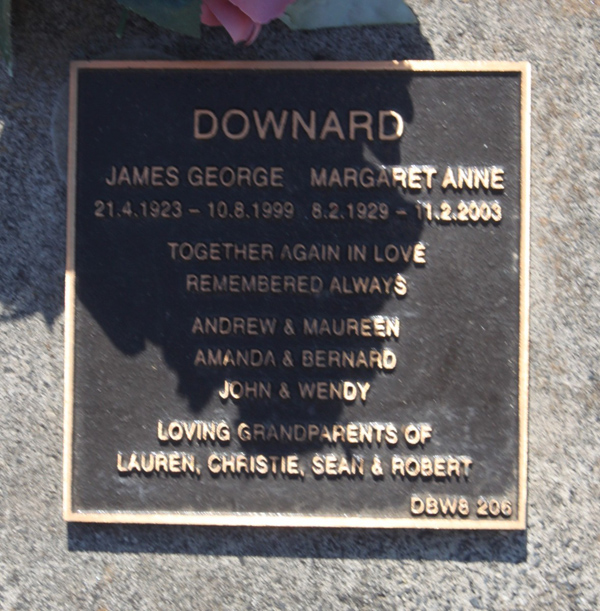 DOWNARD
JAMES GEORGE MARGARET ANNE
21.4.1923 - 10.8.1999 8.2.1929 - 11.2.2003
TOGETHER AGAIN IN LOVE
REMEMBERED ALWAYS
ANDREW & MAUREEN
AMANDA & BERNARD
JOHN & WENDY
LOVING GRANDPARENTS OF
LAUREN, CHRISTIE, SEAN & ROBERT
DBW8 206